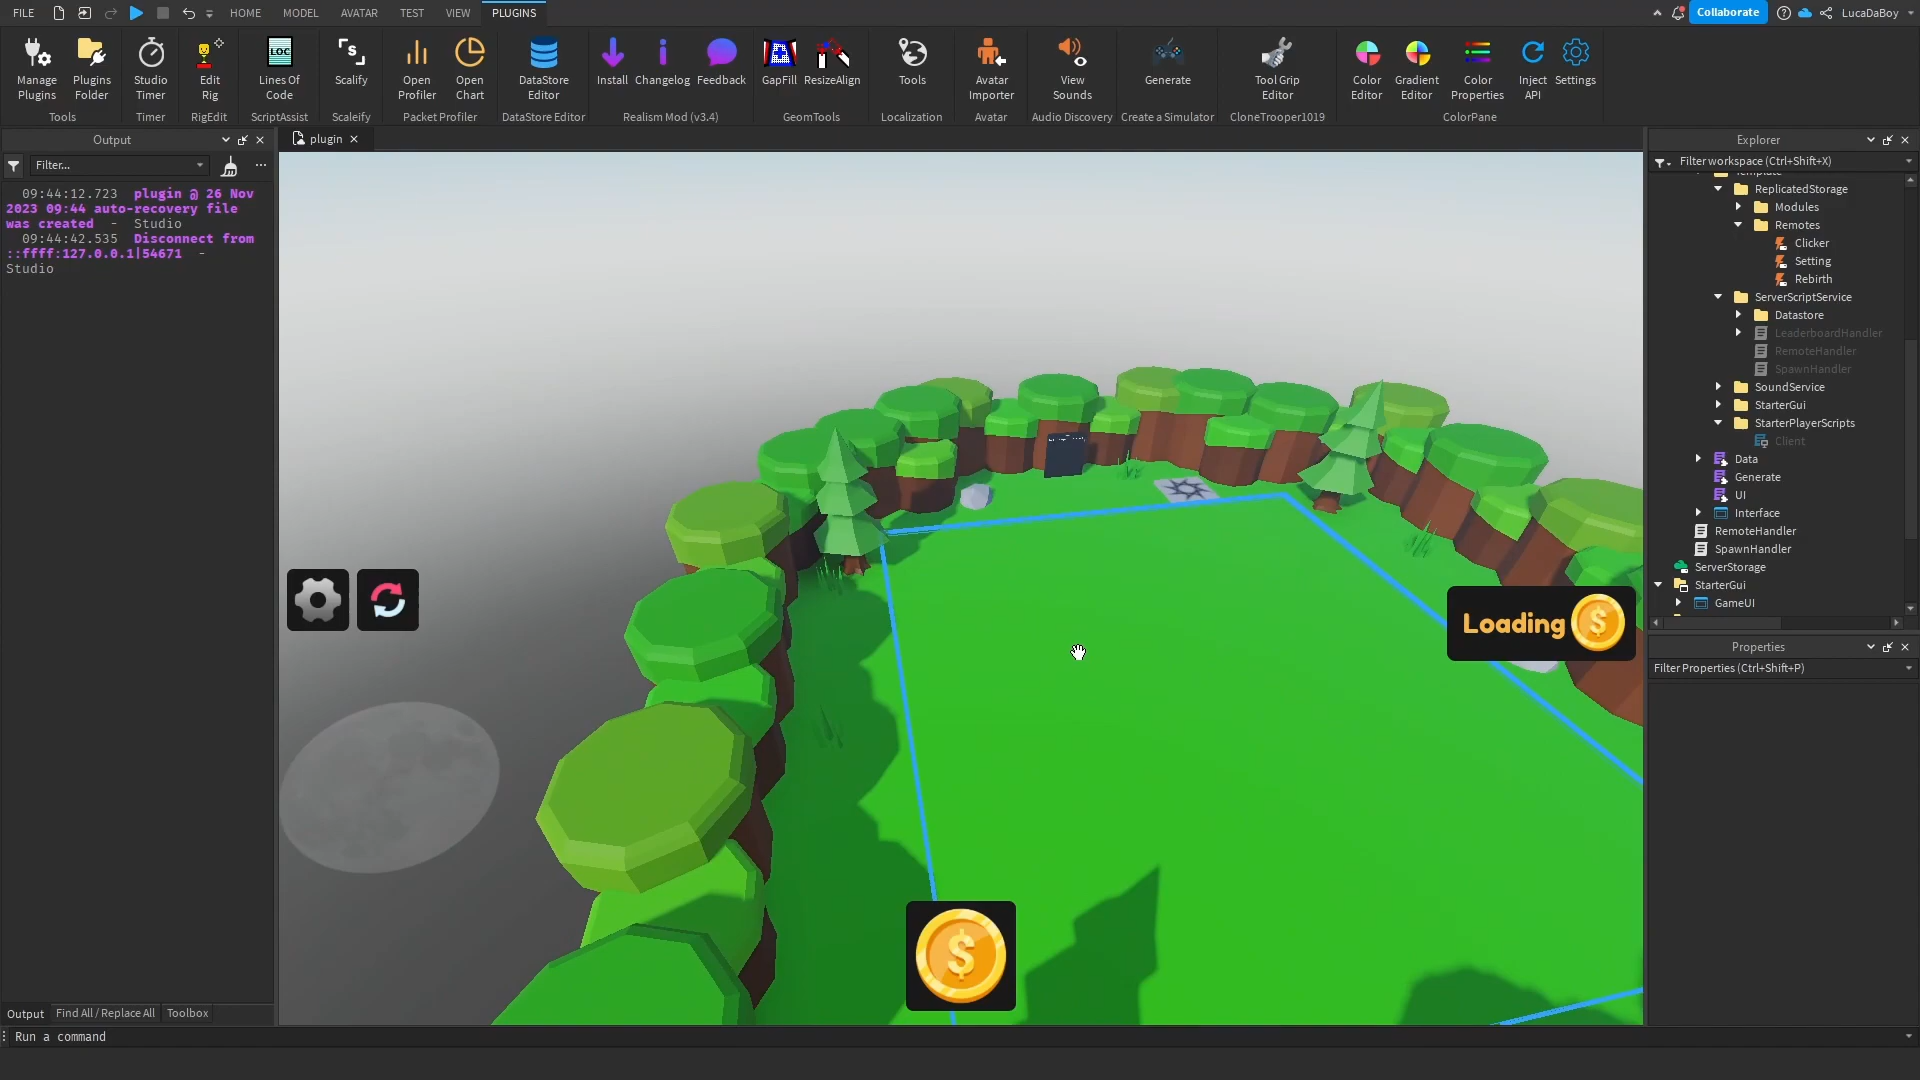 FILE
HOME
MODEL
AVATAR
TEST
VIEW
PLUGINS
Collaborate
LucaDaBoy
Manage Plugins
Plugins Folder
Tools
Studio Timer
Timer
Edit Rig
RigEdit
LOC
Lines Of Code
ScriptAssist
Scalify
Scaleify
Open Profiler
Open Chart
Packet Profiler
DataStore Editor
DataStore Editor
Install
Changelog
Feedback
Realism Mod (v3.4)
GapFill
ResizeAlign
GeomTools
Tools
Localization
Avatar Importer
Avatar
View Sounds
Audio Discovery
Generate
Create a Simulator
Tool Grip Editor
CloneTrooper1019
Color Editor
Gradient Editor
Color Properties
Inject API
Settings
ColorPane
Output
Filter...
09:44:12.723 plugin @ 26 Nov
2023 09:44 auto-recovery file
was created - Studio
09:44:42.535 Disconnect from
::ffff:127.0.0.1|54671 -
Studio
plugin
Loading
$
$
Explorer
Filter workspace (Ctrl+Shift+X)
Template
ReplicatedStorage
Modules
Remotes
Clicker
Setting
Rebirth
ServerScriptService
Datastore
LeaderboardHandler
RemoteHandler
SpawnHandler
SoundService
StarterGui
StarterPlayerScripts
Client
Data
Generate
UI
Interface
RemoteHandler
SpawnHandler
ServerStorage
StarterGui
GameUI
Properties
Filter Properties (Ctrl+Shift+P)
Output
Find All / Replace All
Toolbox
Run a command